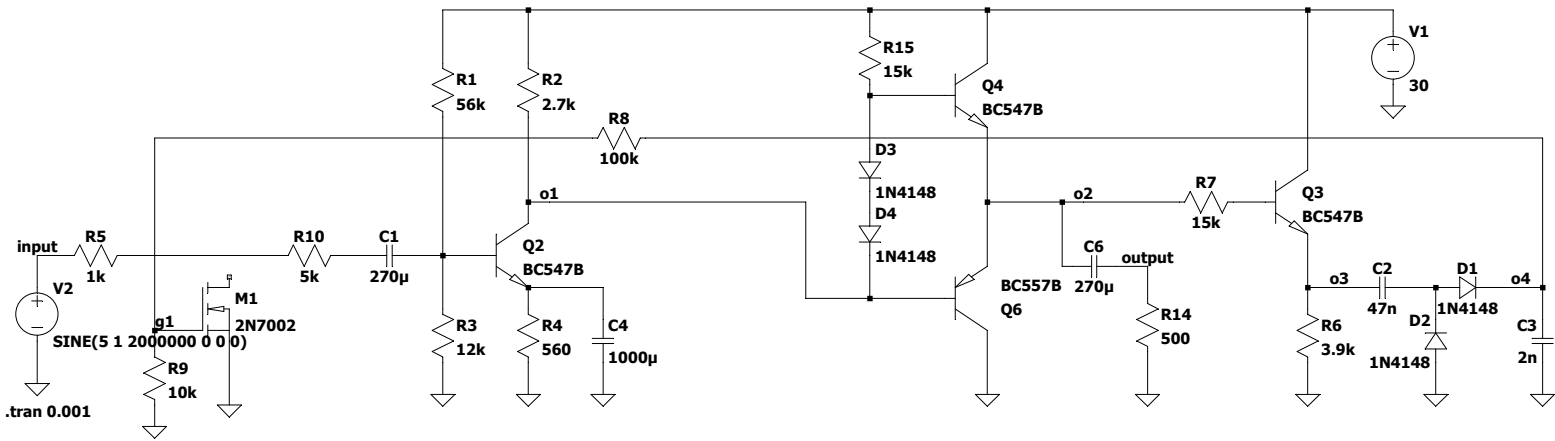 R1
56k
R2
2.7k
R15
15k
Q4
BC547B
V1
30
R8
100k
D3
1N4148
o1
D4
1N4148
o2
R7
15k
Q3
BC547B
input
R5
1k
R10
5k
C1
270µ
Q2
BC547B
C6
270µ
output
BC557B
Q6
o3
C2
47n
D1
1N4148
o4
V2
SINE(5 1 2000000 0 0 0)
g1
M1
2N7002
R3
12k
R4
560
C4
1000µ
R14
500
R6
3.9k
D2
1N4148
C3
2n
R9
10k
.tran 0.001